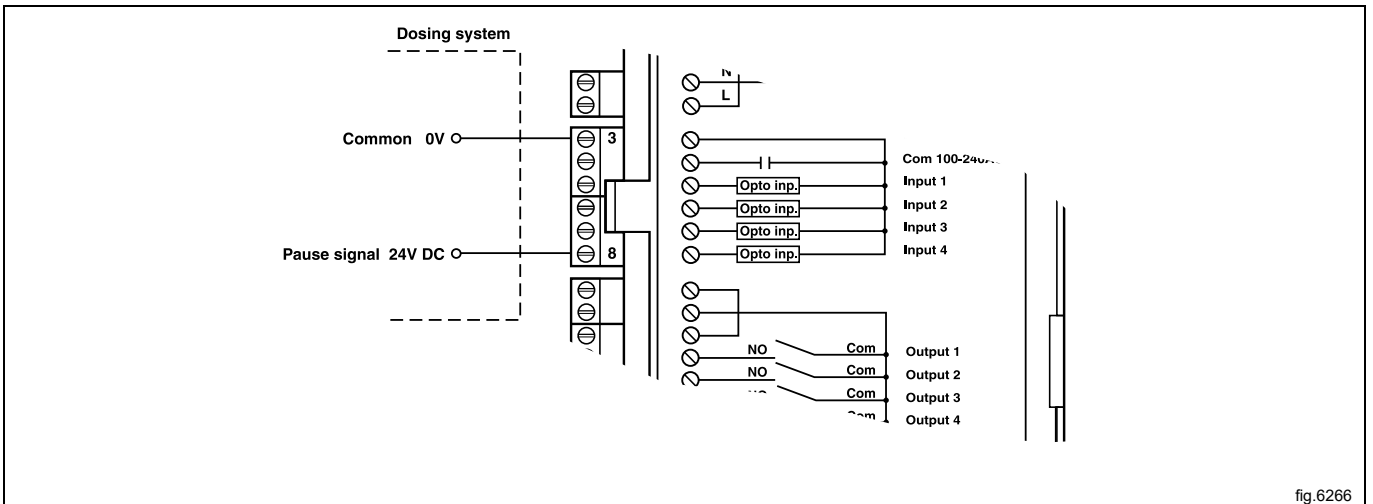 Dosing system
N
L
Common 0V
3
Com
Opto inp.
Input 1
Opto inp.
Input 2
Opto inp.
Input 3
Pause signal 24V DC
8
Opto inp.
Input 4
NO
Com
Output 1
NO
Com
Output 2
Com
Output 3
Com
Output 4
fig.6266